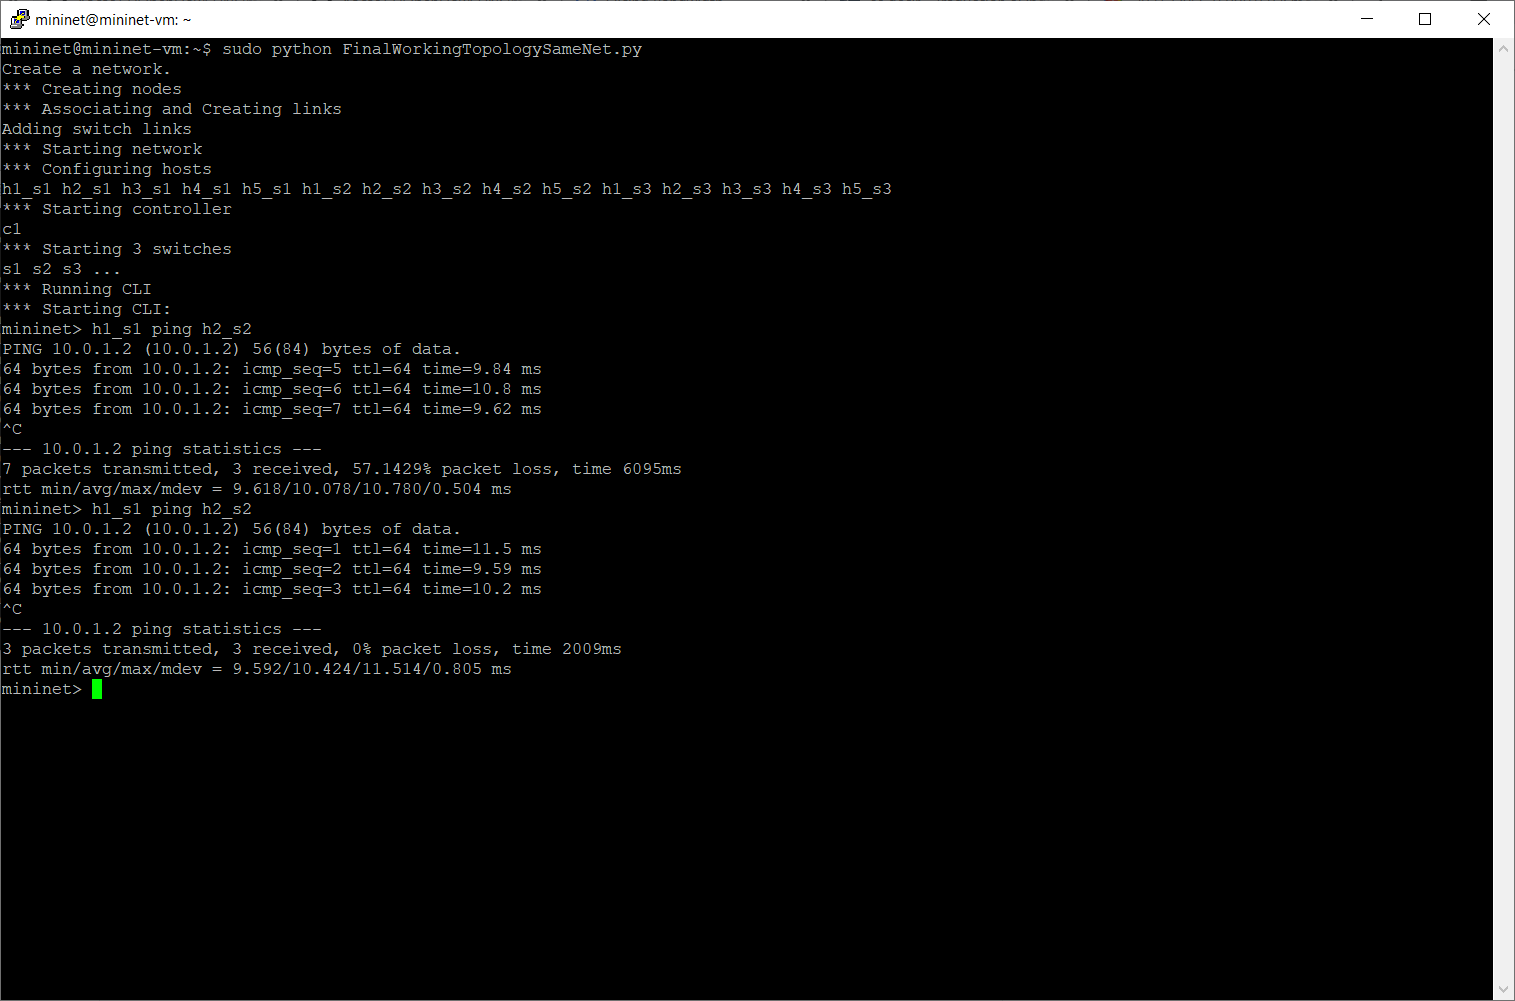 mininet@mininet-vm: ~
mininet@mininet-vm:~$ sudo python FinalWorkingTopologySameNet.py
Create a network.
*** Creating nodes
*** Associating and Creating links
Adding switch links
*** Starting network
*** Configuring hosts
h1_s1 h2_s1 h3_s1 h4_s1 h5_s1 h1_s2 h2_s2 h3_s2 h4_s2 h5_s2 h1_s3 h2_s3 h3_s3 h4_s3 h5_s3
*** Starting controller
c1
*** Starting 3 switches
s1 s2 s3 ...
*** Running CLI
*** Starting CLI:
mininet> h1_s1 ping h2_s2
PING 10.0.1.2 (10.0.1.2) 56(84) bytes of data.
64 bytes from 10.0.1.2: icmp_seq=5 ttl=64 time=9.84 ms
64 bytes from 10.0.1.2: icmp_seq=6 ttl=64 time=10.8 ms
64 bytes from 10.0.1.2: icmp_seq=7 ttl=64 time=9.62 ms
^C
--- 10.0.1.2 ping statistics ---
7 packets transmitted, 3 received, 57.1429% packet loss, time 6095ms
rtt min/avg/max/mdev = 9.618/10.078/10.780/0.504 ms
mininet> h1_s1 ping h2_s2
PING 10.0.1.2 (10.0.1.2) 56(84) bytes of data.
64 bytes from 10.0.1.2: icmp_seq=1 ttl=64 time=11.5 ms
64 bytes from 10.0.1.2: icmp_seq=2 ttl=64 time=9.59 ms
64 bytes from 10.0.1.2: icmp_seq=3 ttl=64 time=10.2 ms
^C
--- 10.0.1.2 ping statistics ---
3 packets transmitted, 3 received, 0% packet loss, time 2009ms
rtt min/avg/max/mdev = 9.592/10.424/11.514/0.805 ms
mininet>